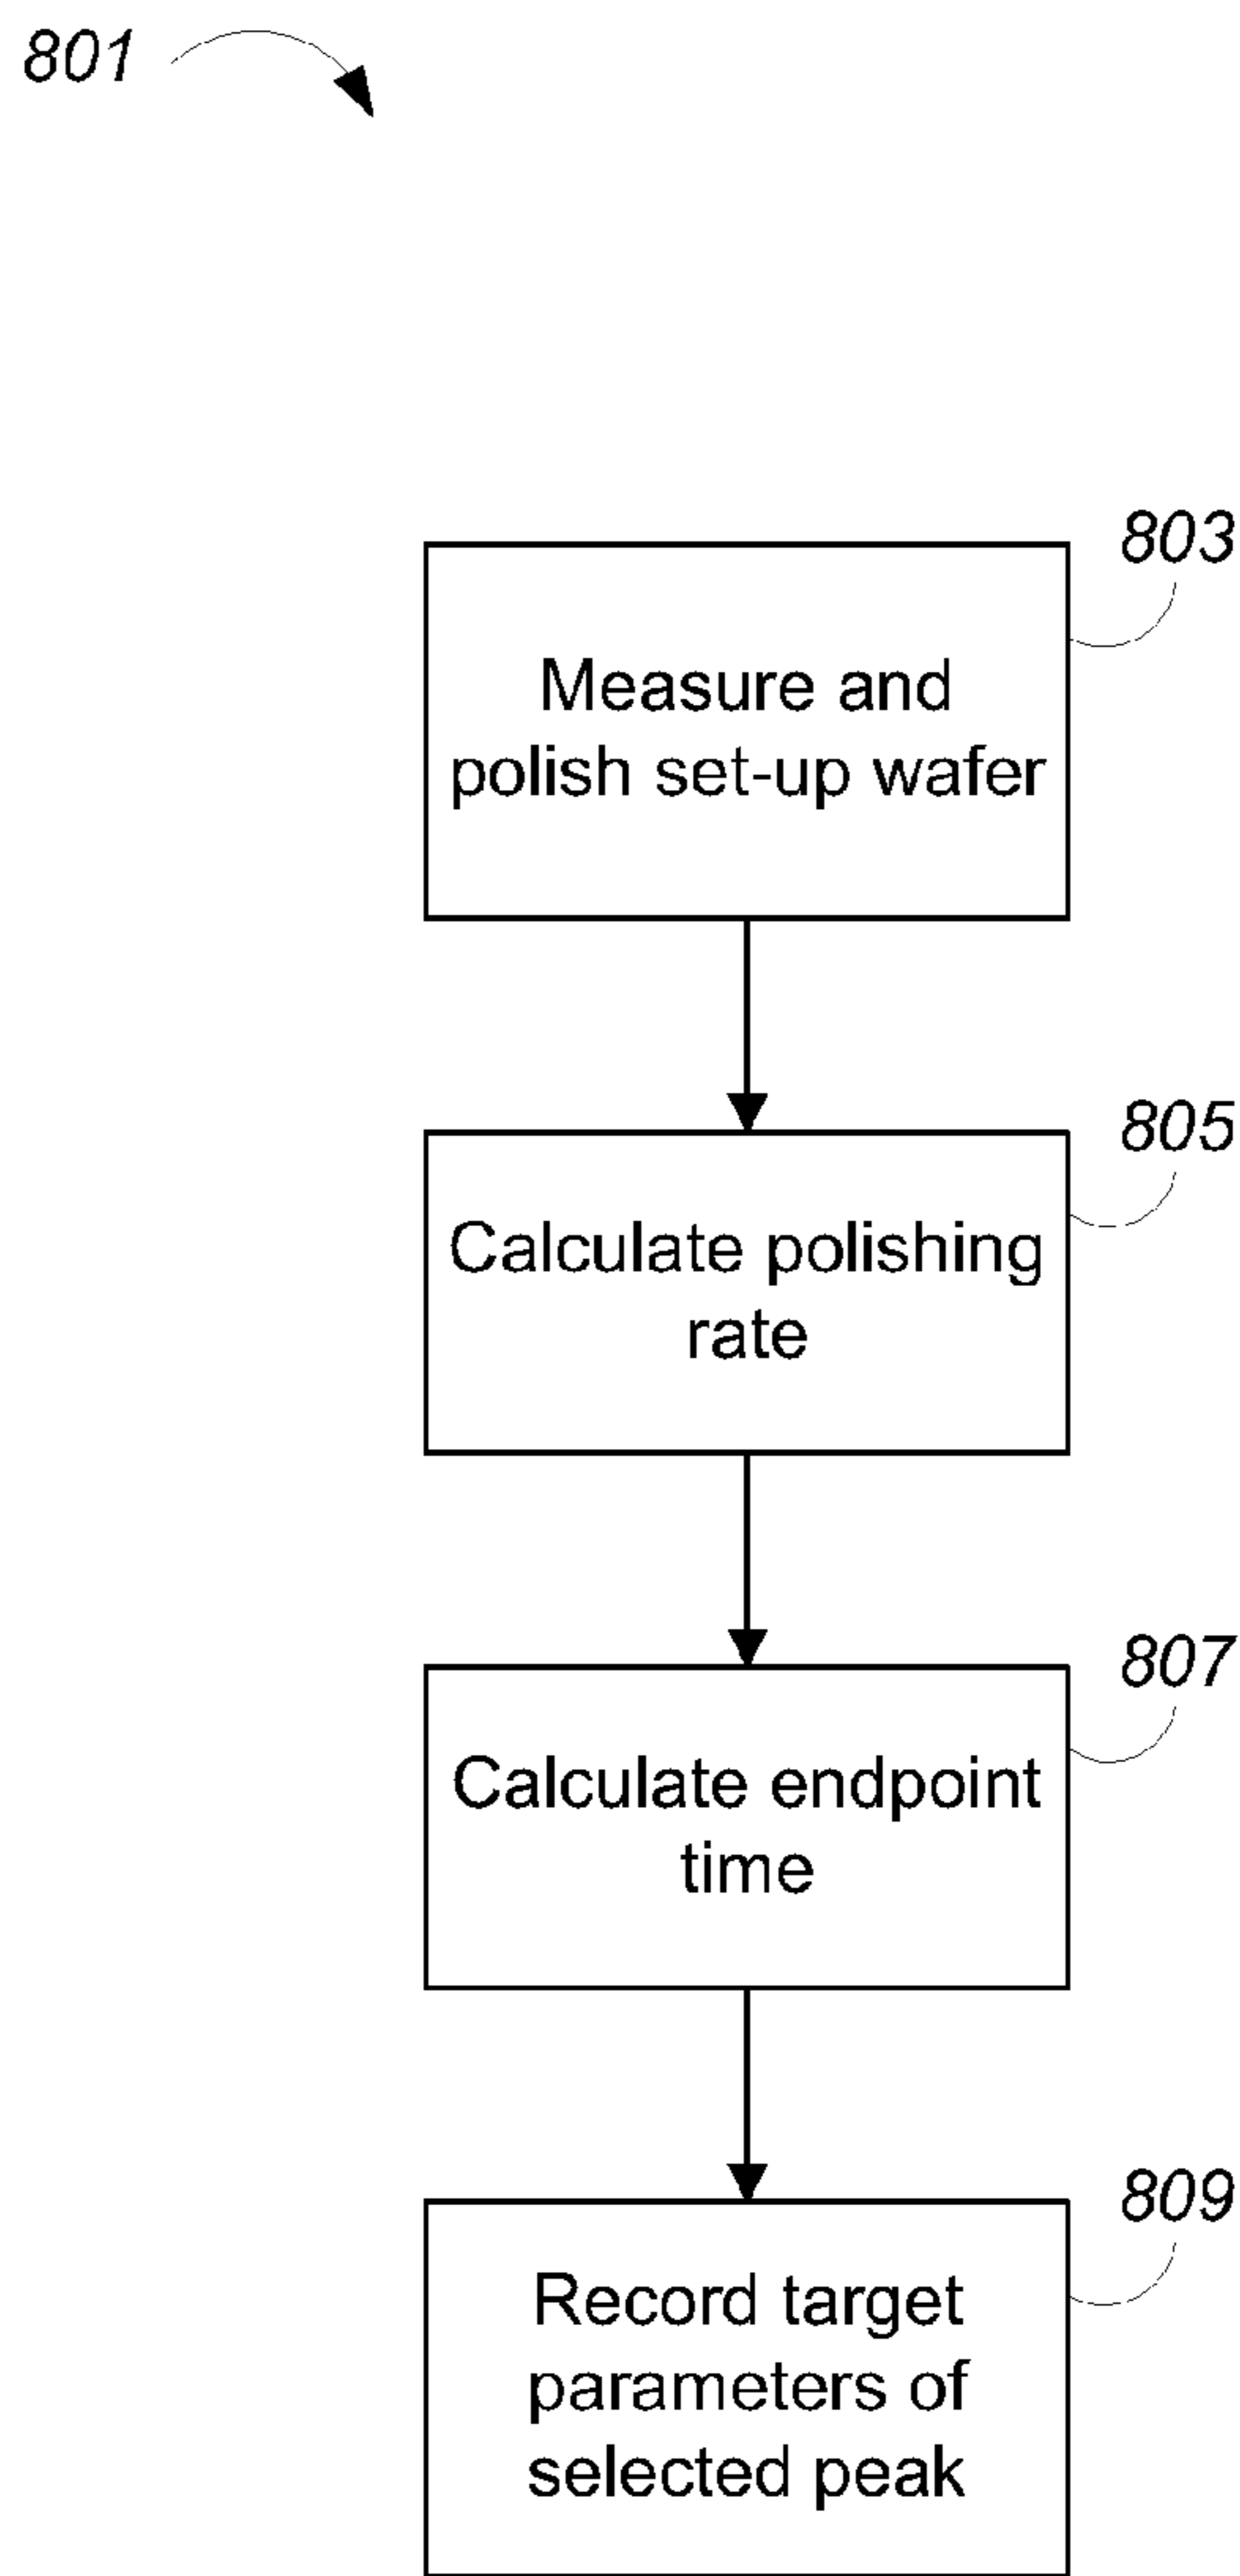 801
803
Measure and
polish set-up wafer
805
Calculate polishing
rate
807
Calculate endpoint
time
809
Record target
parameters of
selected peak